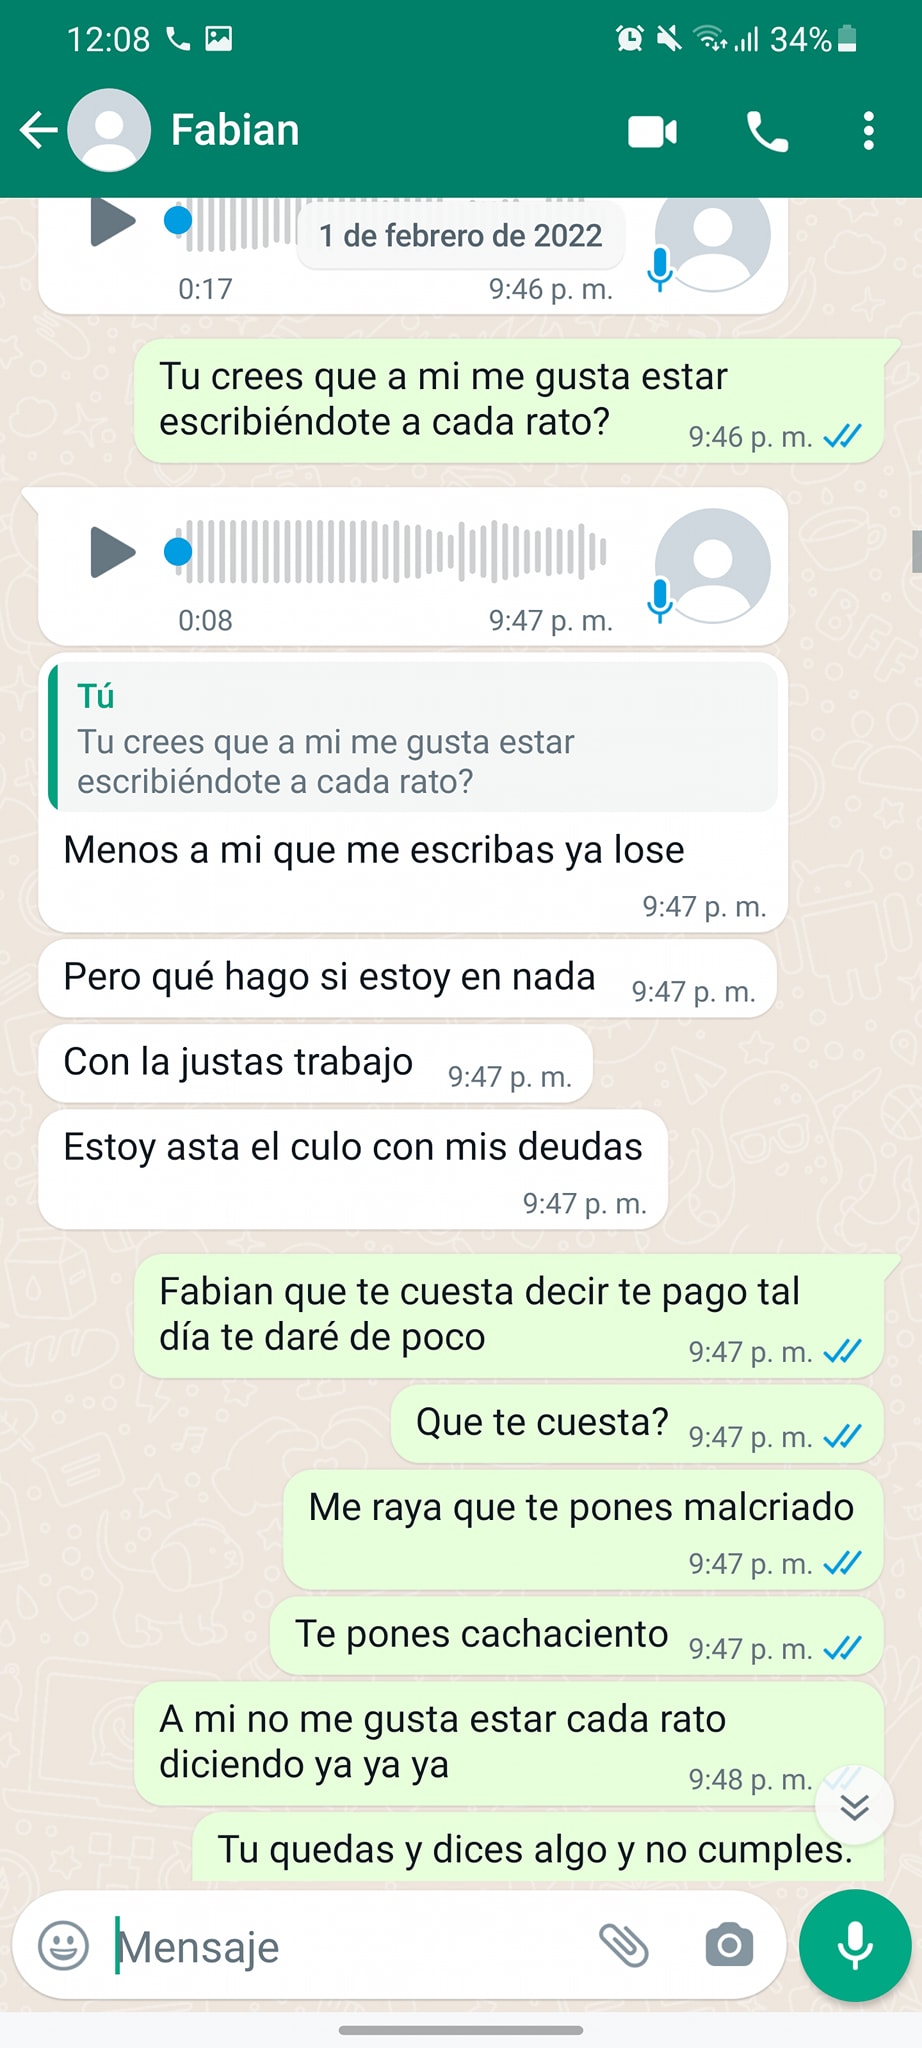 12:08
34%
Fabian
1 de febrero de 2022
0:17
9:46 p. m.
Tu crees que a mi me gusta estar
escribiéndote a cada rato?
9:46 p. m.
0:08
9:47 p. m.
Tú
Tu crees que a mi me gusta estar
escribiéndote a cada rato?
Menos a mi que me escribas ya lose
9:47 p. m.
Pero qué hago si estoy en nada
9:47 p. m.
Con la justas trabajo
9:47 p. m.
Estoy asta el culo con mis deudas
9:47 p. m.
Fabian que te cuesta decir te pago tal
día te daré de poco
9:47 p. m.
Que te cuesta?
9:47 p. m.
Me raya que te pones malcriado
9:47 p. m.
Te pones cachaciento
9:47 p. m.
A mi no me gusta estar cada rato
diciendo ya ya ya
9:48 p. m.
Tu quedas y dices algo y no cumples.
Mensaje